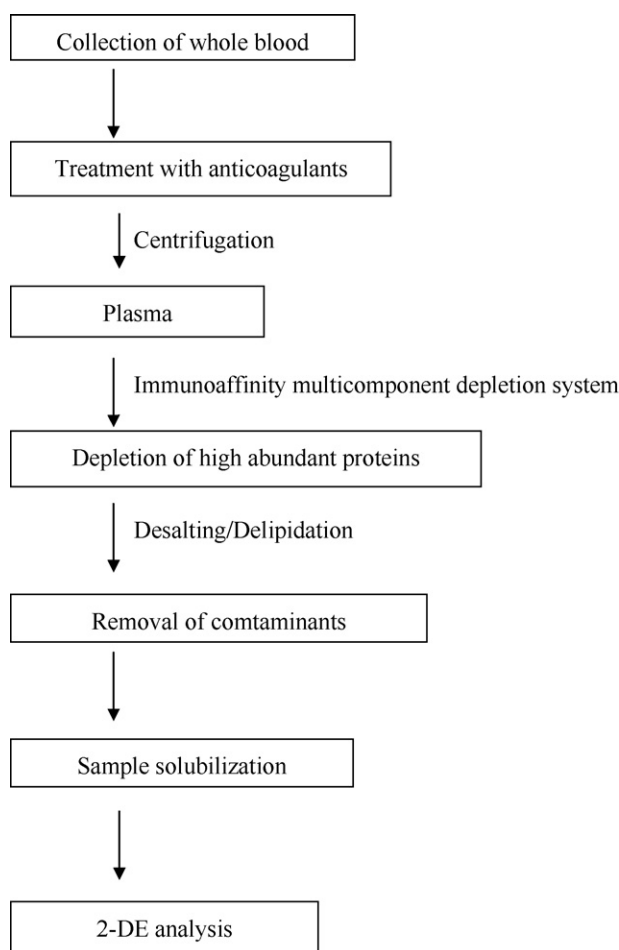 Collection of whole blood
Treatment with anticoagulants
Centrifugation
Plasma
Immunoaffinity multicomponent depletion system
Depletion of high abundant proteins
Desalting/Delipidation
Removal of comtaminants
Sample solubilization
2-DE analysis